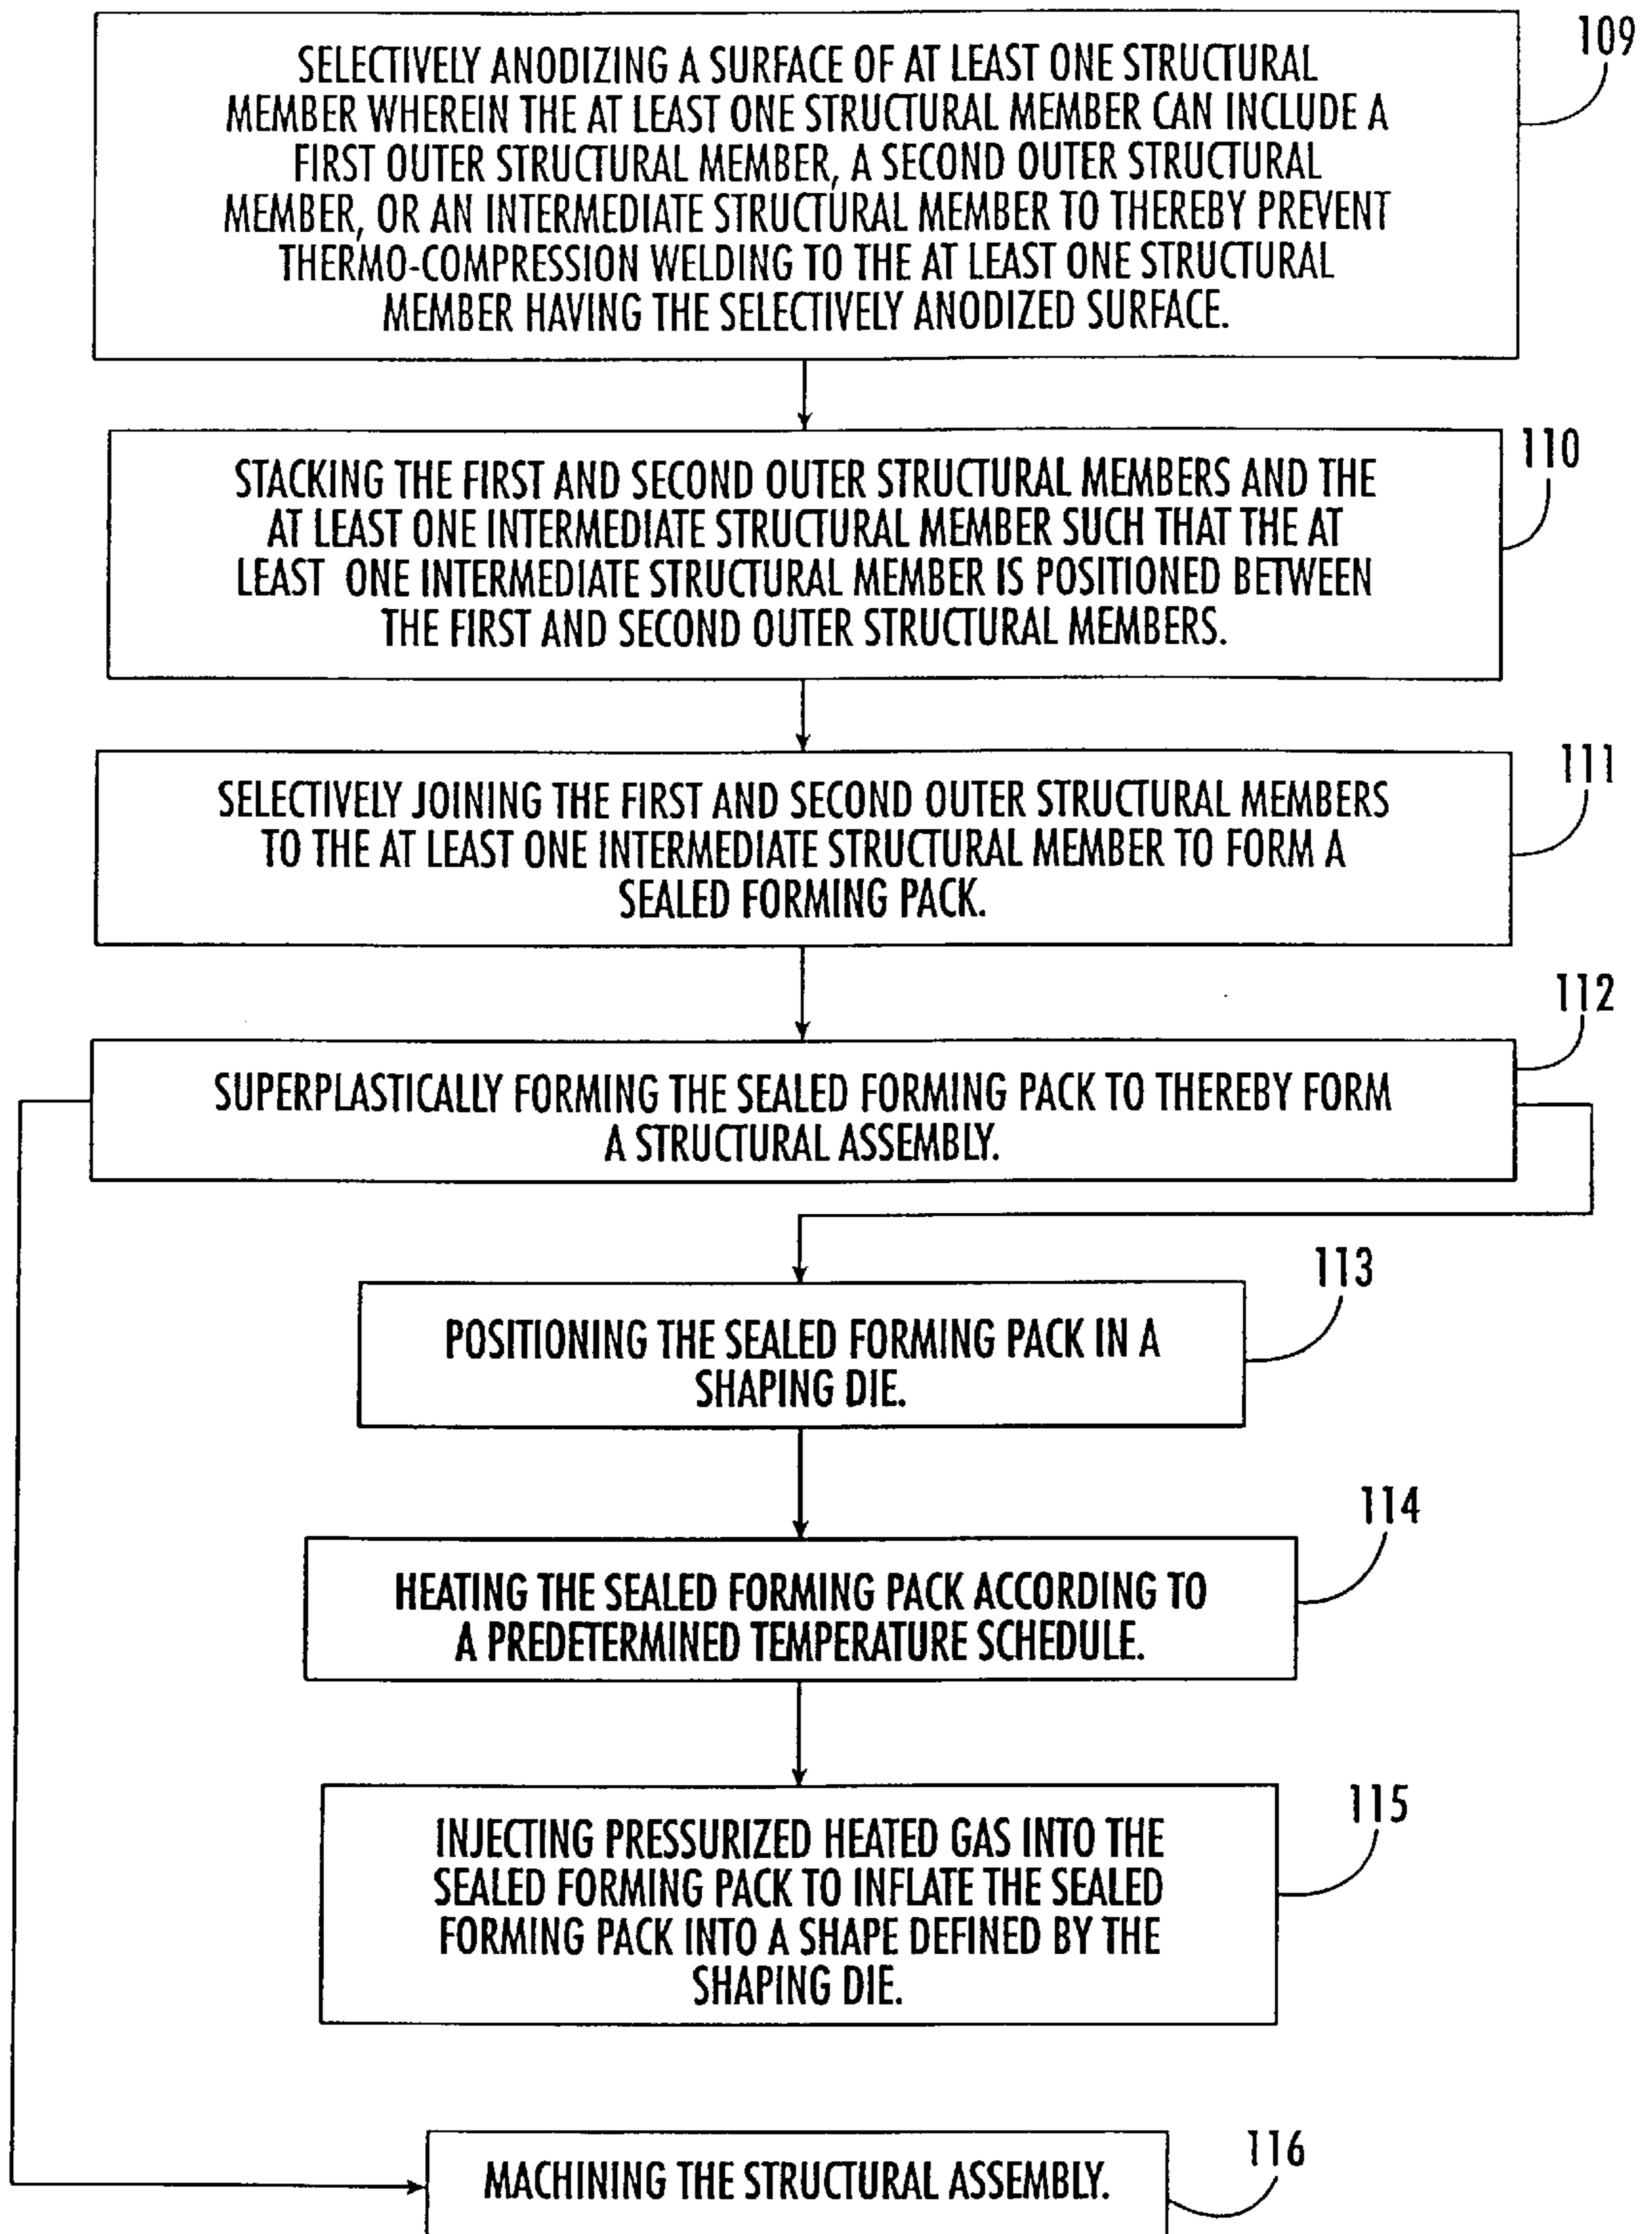 109
SELECTIVELY ANODIZING A SURFACE OF AT LEAST ONE STRUCTURAL
MEMBER WHEREIN THE AT LEAST ONE STRUCTURAL MEMBER CAN INCLUDE A
FIRST OUTER STRUCTURAL MEMBER, A SECOND OUTER STRUCTURAL
MEMBER, OR AN INTERMEDIATE STRUCTURAL MEMBER TO THEREBY PREVENT
THERMO-COMPRESSION WELDING TO THE AT LEAST ONE STRUCTURAL
MEMBER HAVING THE SELECTIVELY ANODIZED SURFACE.
110
STACKING THE FIRST AND SECOND OUTER STRUCTURAL MEMBERS AND THE
AT LEAST ONE INTERMEDIATE STRUCTURAL MEMBER SUCH THAT THE AT
LEAST ONE INTERMEDIATE STRUCTURAL MEMBER IS POSITIONED BETWEEN
THE FIRST AND SECOND OUTER STRUCTURAL MEMBERS.
111
SELECTIVELY JOINING THE FIRST AND SECOND OUTER STRUCTURAL MEMBERS
TO THE AT LEAST ONE INTERMEDIATE STRUCTURAL MEMBER TO FORM A
SEALED FORMING PACK.
112
SUPERPLASTICALLY FORMING THE SEALED FORMING PACK TO THEREBY FORM
A STRUCTURAL ASSEMBLY.
113
POSITIONING THE SEALED FORMING PACK IN A
SHAPING DIE.
114
HEATING THE SEALED FORMING PACK ACCORDING TO
A PREDETERMINED TEMPERATURE SCHEDULE.
115
INJECTING PRESSURIZED HEATED GAS INTO THE
SEALED FORMING PACK TO INFLATE THE SEALED
FORMING PACK INTO A SHAPE DEFINED BY THE
SHAPING DIE.
116
MACHINING THE STRUCTURAL ASSEMBLY.